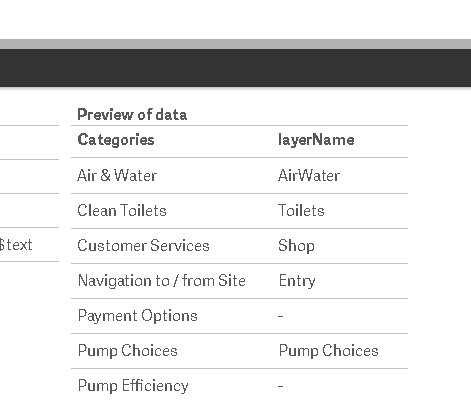 Preview of data
Categories layerName
Air & Water AirWater
Clean Toilets Toilets
$text
Customer Services Shop
Navigation to / from Site Entry
Payment Options -
Pump Choices Pump Choices
Pump Efficiency -